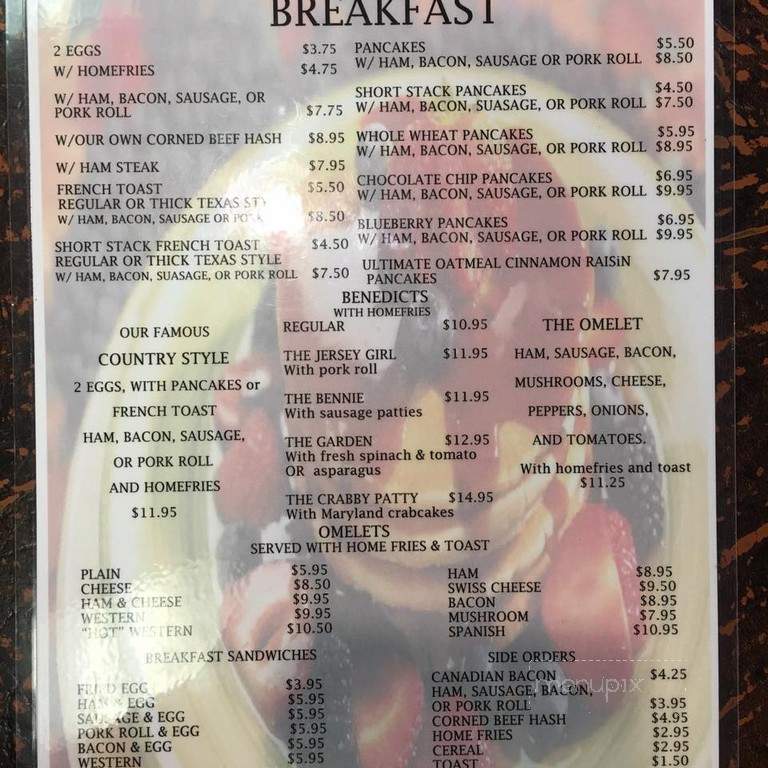 BREAKFAST
2 EGGS $3.75
W/ HOMEFRIES $4.75
W/ HAM, BACON, SAUSAGE, OR
PORK ROLL $7.75
W/OUR OWN CORNED BEEF HASH $8.95
W/ HAM STEAK $7.95
FRENCH TOAST $5.50
REGULAR OR THICK TEXAS
W/ HAM, BACON, SAUSAGE OR $8.50
SHORT STACK FRENCH TOAST $4.50
REGULAR OR THICK TEXAS STYLE
W/ HAM, BACON, SUASAGE, OR PORK ROLL $7.50
PANCAKES $5.50
W/ HAM, BACON, SAUSAGE OR PORK ROLL $8.50
SHORT STACK PANCAKES $4.50
W/ HAM, BACON, SUASAGE, OR PORK ROLL $7.50
WHOLE WHEAT PANCAKES $5.95
W/ HAM, BACON, SAUSAGE, OR PORK ROLL $8.95
CHOCOLATE CHIP PANCAKES $6.95
W/ HAM, BACON, SAUSAGE, OR PORK ROLL $9.95
BLUEBERRY PANCAKES $6.95
W/ HAM, BACON, SAUSAGE, OR PORK ROLL $9.95
ULTIMATE OATMEAL CINNAMON RAISiN
PANCAKES $7.95
OUR FAMOUS
COUNTRY STYLE
2 EGGS, WITH PANCAKES or
FRENCH TOAST
HAM, BACON, SAUSAGE,
OR PORK ROLL
AND HOMEFRIES
$11.95
BENEDICTS
WITH HOMEFRIES
REGULAR $10.95
THE JERSEY GIRL $11.95
With pork roll
THE BENNIE $11.95
With sausage patties
THE GARDEN $12.95
With fresh spinach & tomato
OR asparagus
THE CRABBY PATTY $14.95
With Maryland crabcakes
THE OMELET
HAM, SAUSAGE, BACON,
MUSHROOMS, CHEESE,
PEPPERS, ONIONS,
AND TOMATOES.
With homefries and toast
$11.25
OMELETS
SERVED WITH HOME FRIES & TOAST
PLAIN $5.95
CHEESE $8.50
HAM & CHEESE $9.95
WESTERN $9.95
"HOT" WESTERN $10.50
HAM $8.95
SWISS CHEESE $9.50
BACON $8.95
MUSHROOM $7.95
SPANISH $10.95
BREAKFAST SANDWICHES
FRIED EGG $3.95
HAM & EGG $5.95
SAUSAGE & EGG $5.95
PORK ROLL & EGG $5.95
BACON & EGG $5.95
WESTERN $5.95
SIDE ORDERS
CANADIAN BACON $4.25
HAM, SAUSAGE, BACON,
OR PORK ROLL $3.95
CORNED BEEF HASH $4.95
HOME FRIES $2.95
CEREAL $2.95
TOAST $1.50
menupix